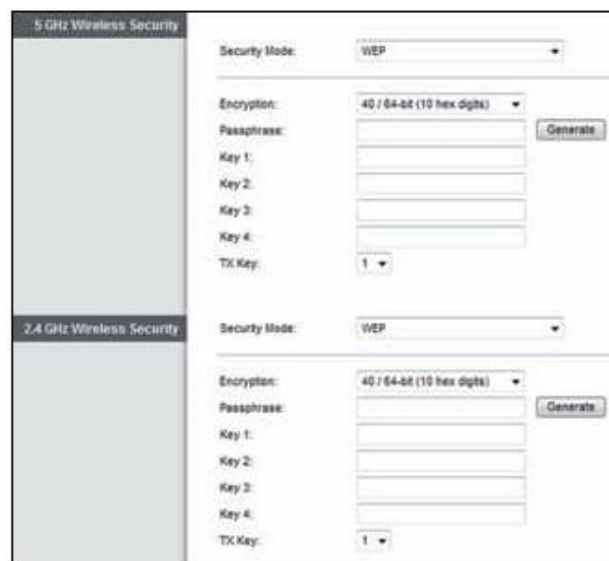 5 GHz Wireless Security
Security Mode: WEP
Encryption: 40 / 64-bit (10 hex digits)
Passphrase: Generate
Key 1:
Key 2:
Key 3:
Key 4:
TX Key: 1
2.4 GHz Wireless Security
Security Mode: WEP
Encryption: 40 / 64-bit (10 hex digits)
Passphrase: Generate
Key 1:
Key 2:
Key 3:
Key 4:
TX Key: 1